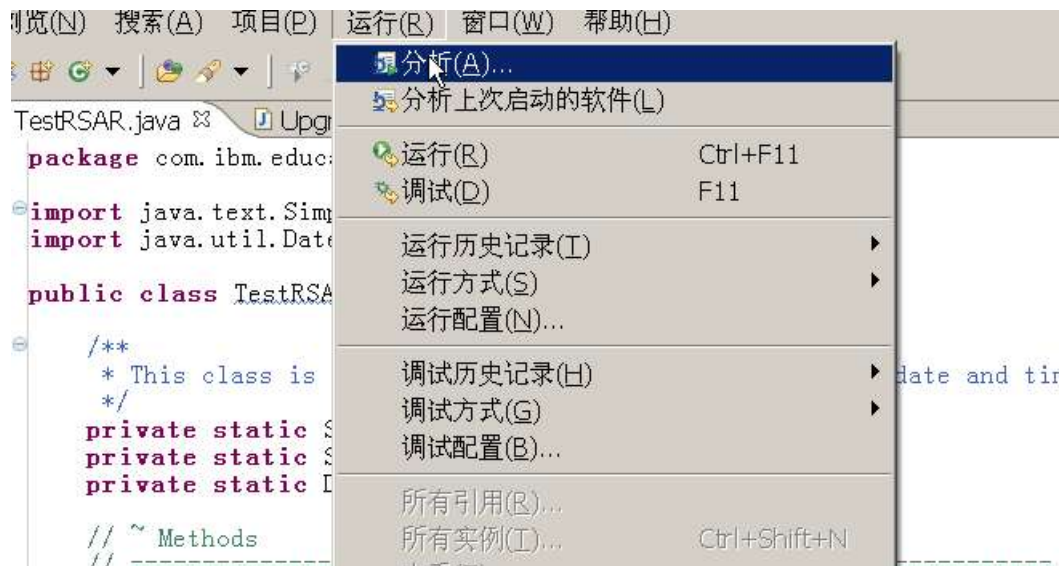 搜索(A) 项目(P) 运行(R) 窗口(W) 帮助(H)
TestRSAR.java
package com.ibm.educ
import java.text.Sim
import java.util.Date
public class TestRSA
/**
* This class is
date and
*/
private static
private static
private static
// ~ Methods
// ----------
分析(A)...
分析上次启动的软件(L)
运行(R) Ctrl+F11
调试(D) F11
运行历史记录(T)
运行方式(S)
运行配置(N)...
调试历史记录(H)
调试方式(G)
调试配置(B)...
所有引用(R)...
所有实例(I)... Ctrl+Shift+N